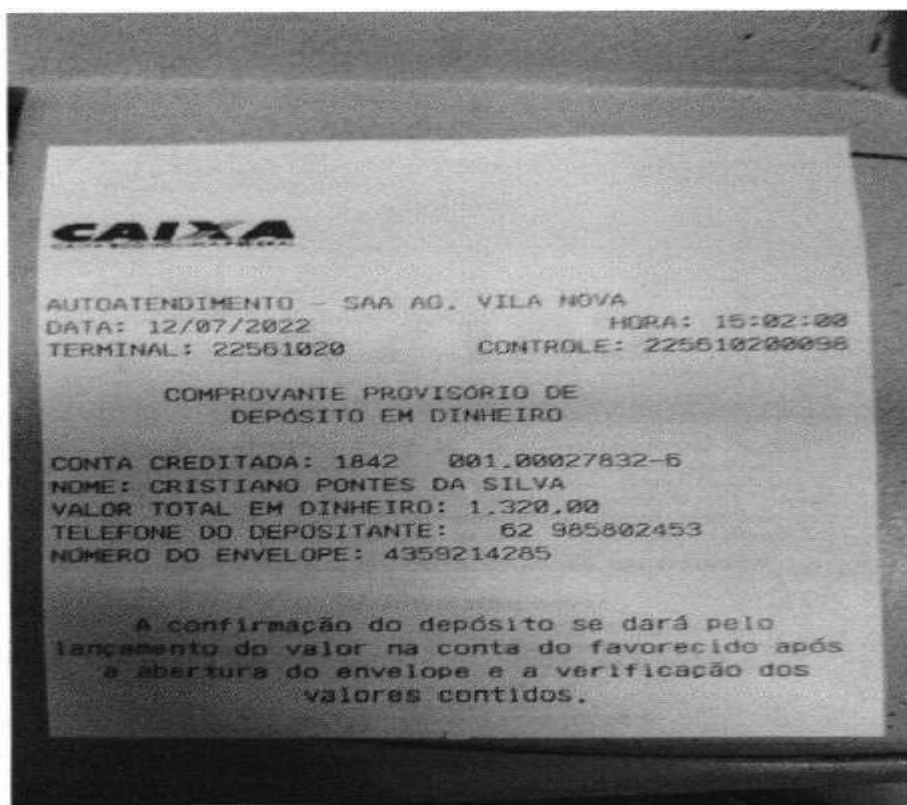 CAIXA
AUTOATENDIMENTO - SAA AG. VILA NOVA
DATA: 12/07/2022 HORA: 15:02:00
TERMINAL: 22561020 CONTROLE: 225610200098
COMPROVANTE PROVISÓRIO DE
DEPÓSITO EM DINHEIRO
CONTA CREDITADA: 1842 001.00027832-6
NOME: CRISTIANO PONTES DA SILVA
VALOR TOTAL EM DINHEIRO: 1.320,00
TELEFONE DO DEPOSITANTE: 62 985802453
NÚMERO DO ENVELOPE: 4359214285
A confirmação do depósito se dará pelo
lançamento do valor na conta do favorecido após
a abertura do envelope e a verificação dos
valores contidos.